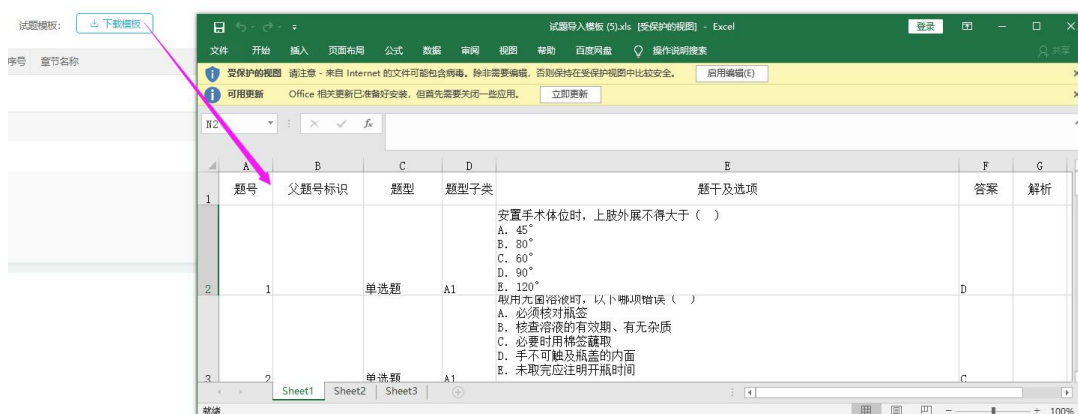 试题模板:
下载模板
序号 章节名称
试题导入模板 (5).xls [受保护的视图] - Excel
登录
文件 开始 插入 页面布局 公式 数据 审阅 视图 帮助 百度网盘 操作说明搜索 共享
受保护的视图 请注意 - 来自 Internet 的文件可能包含病毒。除非需要编辑，否则保持在受保护视图中比较安全。 启用编辑(E)
可用更新 Office 相关更新已准备好安装，但首先需要关闭一些应用。 立即更新
N2 fx
A B C D E F G
1 题号 父题号标识 题型 题型子类 题干及选项 答案 解析
安置手术体位时，上肢外展不得大于（ ）
A. 45°
B. 80°
C. 60°
D. 90°
E. 120°
2 1 单选题 A1 D
取用无菌溶液时，以下哪项错误（ ）
A. 必须核对瓶签
B. 核查溶液的有效期、有无杂质
C. 必要时用棉签蘸取
D. 手不可触及瓶盖的内面
E. 未取完应注明开瓶时间
3 2 单选题 A1 C
Sheet1 Sheet2 Sheet3
就绪 100%